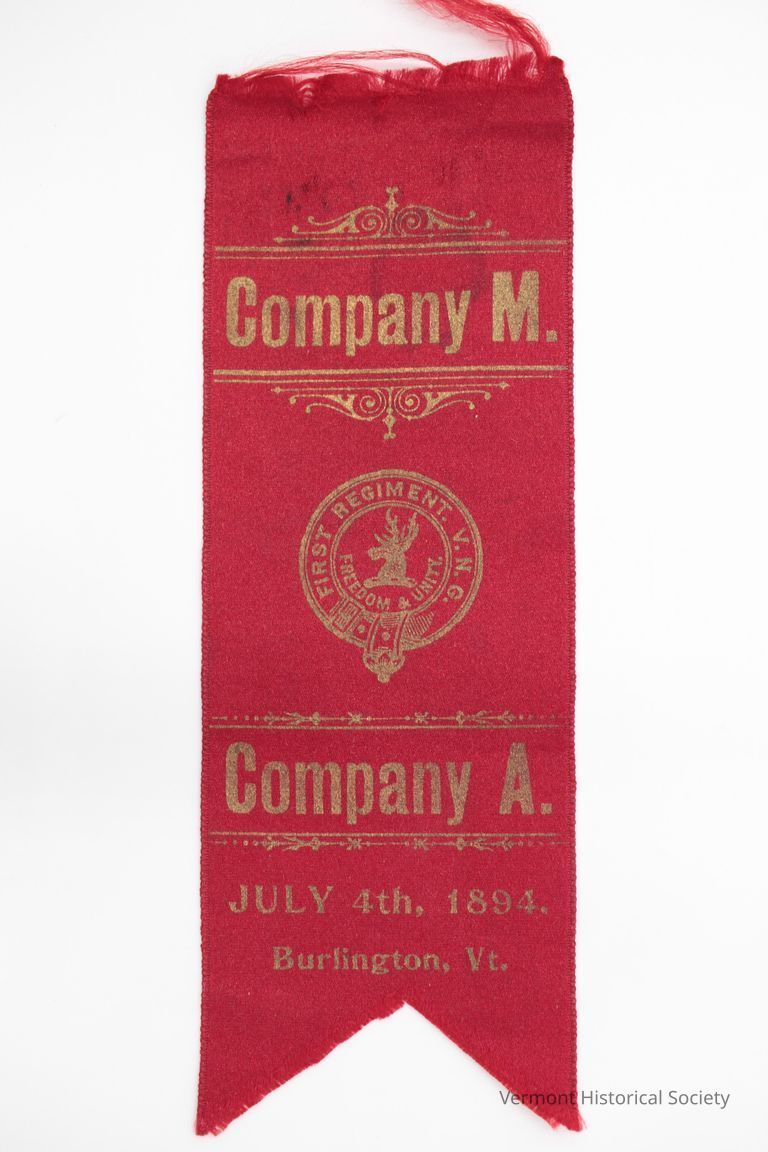 Company M.
FIRST REGIMENT. V. N. G.
FREEDOM & UNITY.
Company A.
JULY 4th, 1894.
Burlington, Vt.
Vermont Historical Society